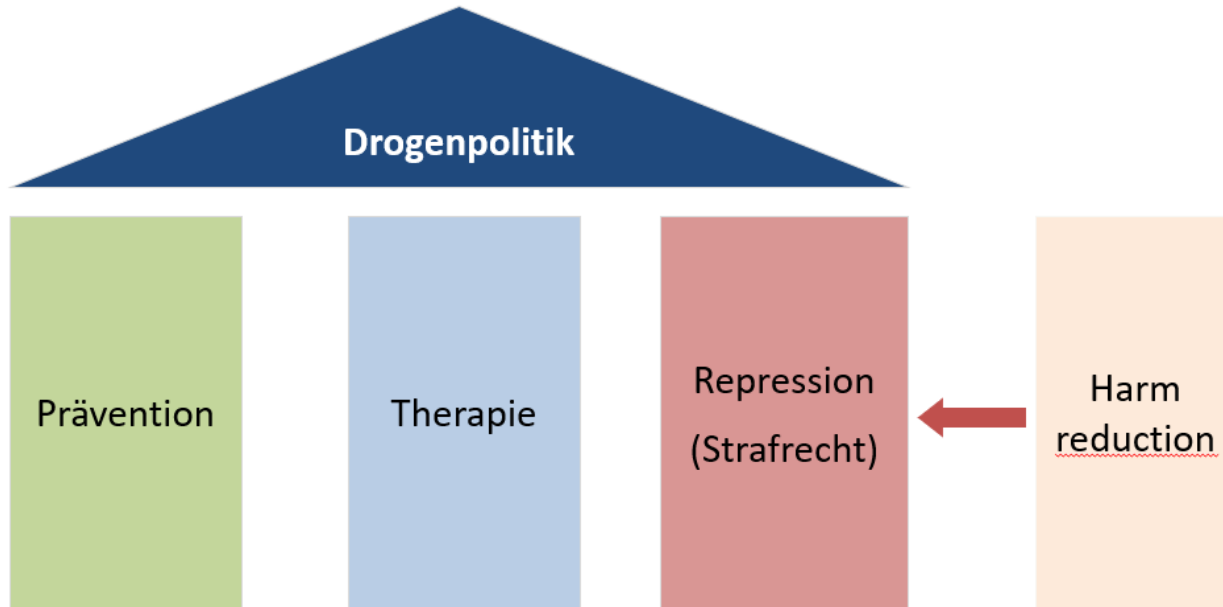 Drogenpolitik
Prävention
Therapie
Repression
(Strafrecht)
Harm
reduction